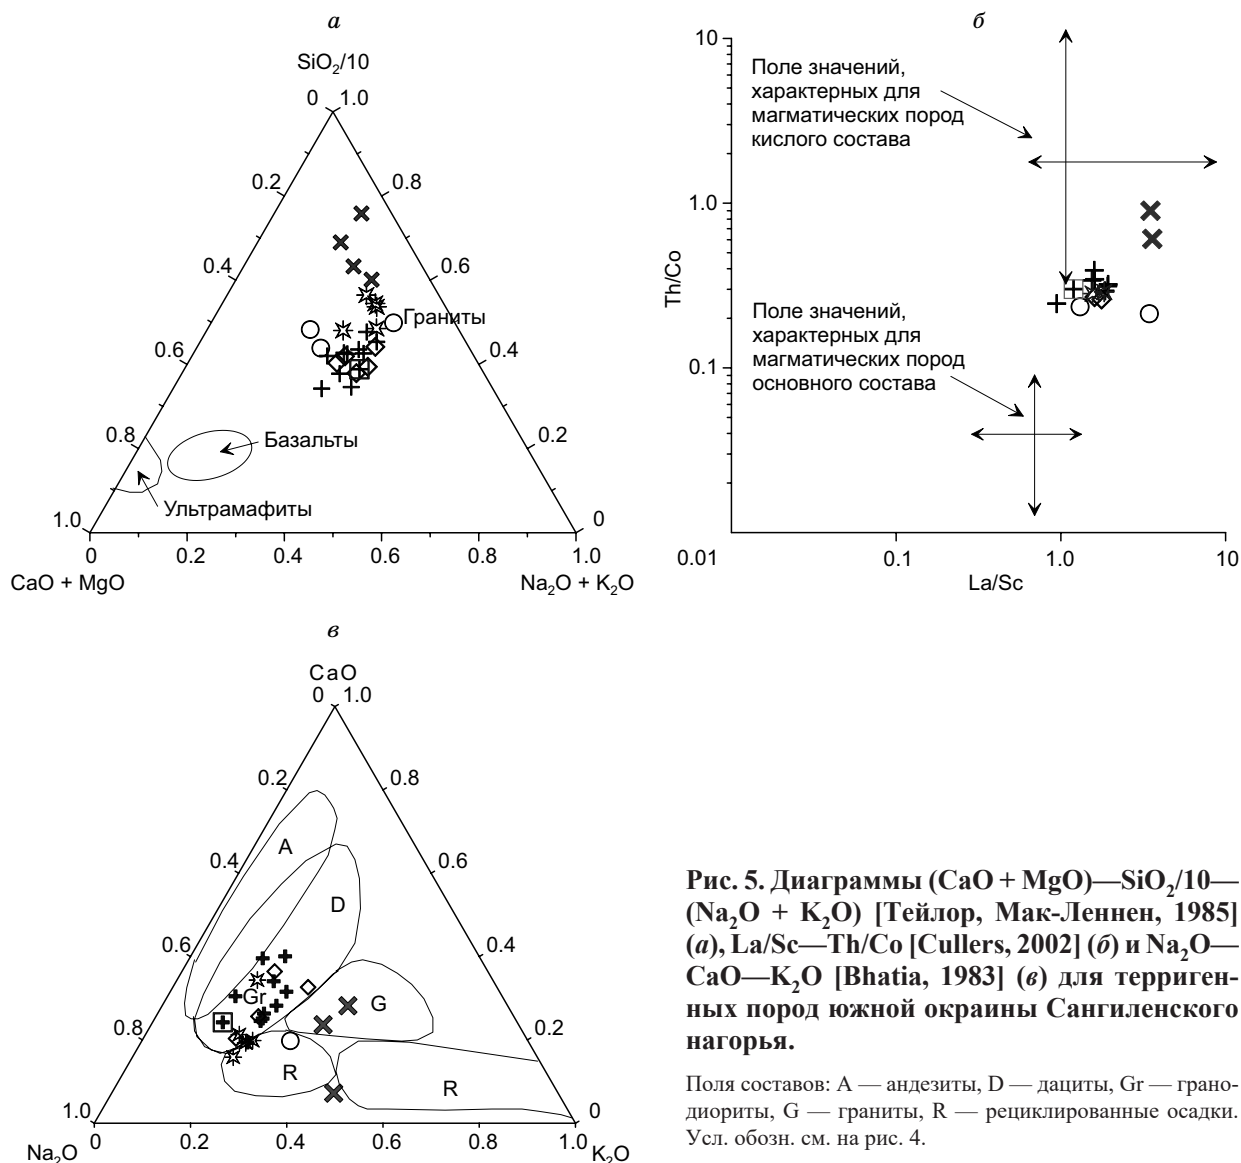 а
SiO₂/10
0 1.0
0.2 0.8
0.4 0.6
Граниты
0.6 0.4
0.8 Базальты 0.2
Ультрамафиты
1.0 0
0 0.2 0.4 0.6 0.8 1.0
CaO + MgO Na₂O + K₂O
б
10
Поле значений,
характерных для
магматических пород
кислого состава
1.0
Th/Co
Поле значений,
характерных для
магматических пород
основного состава
0.1
0.01 0.1 1.0 10
La/Sc
в
CaO
0 1.0
0.2 0.8
A
0.4 0.6
D
0.6 0.4
Gr
G
0.8 0.2
R R
1.0 0
0 0.2 0.4 0.6 0.8 1.0
Na₂O K₂O
Рис. 5. Диаграммы (CaO + MgO)—SiO₂/10—
(Na₂O + K₂O) [Тейлор, Мак-Леннен, 1985]
(а), La/Sc—Th/Co [Cullers, 2002] (б) и Na₂O—
CaO—K₂O [Bhatia, 1983] (в) для терриген-
ных пород южной окраины Сангиленского
нагорья.
Поля составов: A — андезиты, D — дациты, Gr — грано-
диориты, G — граниты, R — рециклированные осадки.
Усл. обозн. см. на рис. 4.